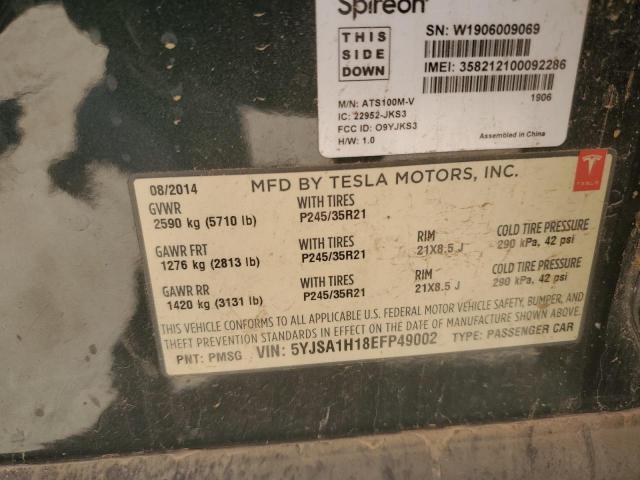 Spireon
THIS
SIDE
DOWN
SN: W1906009069
IMEI: 358212100092286
1906
M/N: ATS100M-V
IC: 22952-JKS3
FCC ID: O9YJKS3
H/W: 1.0
Assembled in China
08/2014 MFD BY TESLA MOTORS, INC.
TESLA
GVWR WITH TIRES
2590 kg (5710 lb) P245/35R21
GAWR FRT WITH TIRES RIM COLD TIRE PRESSURE
1276 kg (2813 lb) P245/35R21 21X8.5 J 290 kPa, 42 psi
GAWR RR WITH TIRES RIM COLD TIRE PRESSURE
1420 kg (3131 lb) P245/35R21 21X8.5 J 290 kPa, 42 psi
THIS VEHICLE CONFORMS TO ALL APPLICABLE U.S. FEDERAL MOTOR VEHICLE SAFETY, BUMPER, AND
THEFT PREVENTION STANDARDS IN EFFECT ON THE DATE OF MANUFACTURE SHOWN ABOVE.
PNT: PMSG VIN: 5YJSA1H18EFP49002 TYPE: PASSENGER CAR